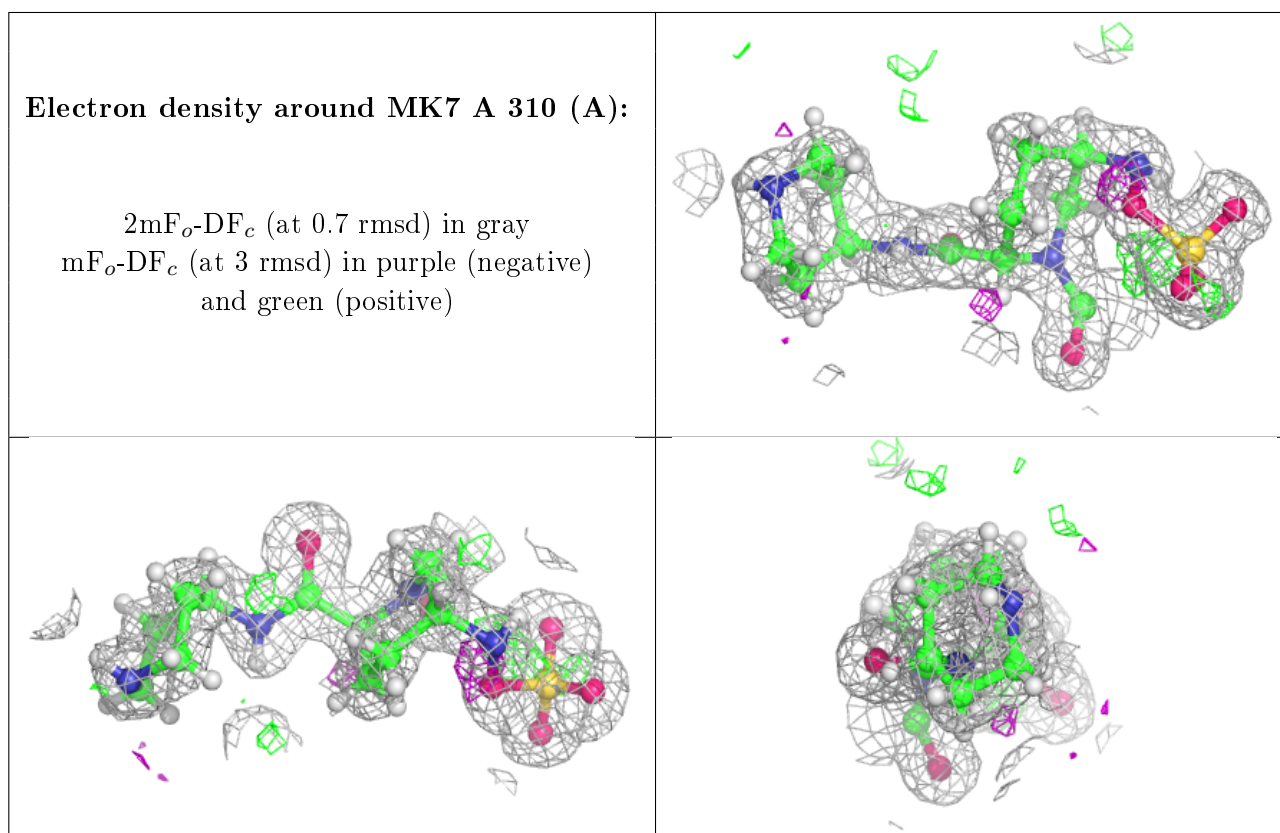 Electron density around MK7 A 310 (A):
2mFₒ-DF𝑐 (at 0.7 rmsd) in gray
mFₒ-DF𝑐 (at 3 rmsd) in purple (negative)
and green (positive)